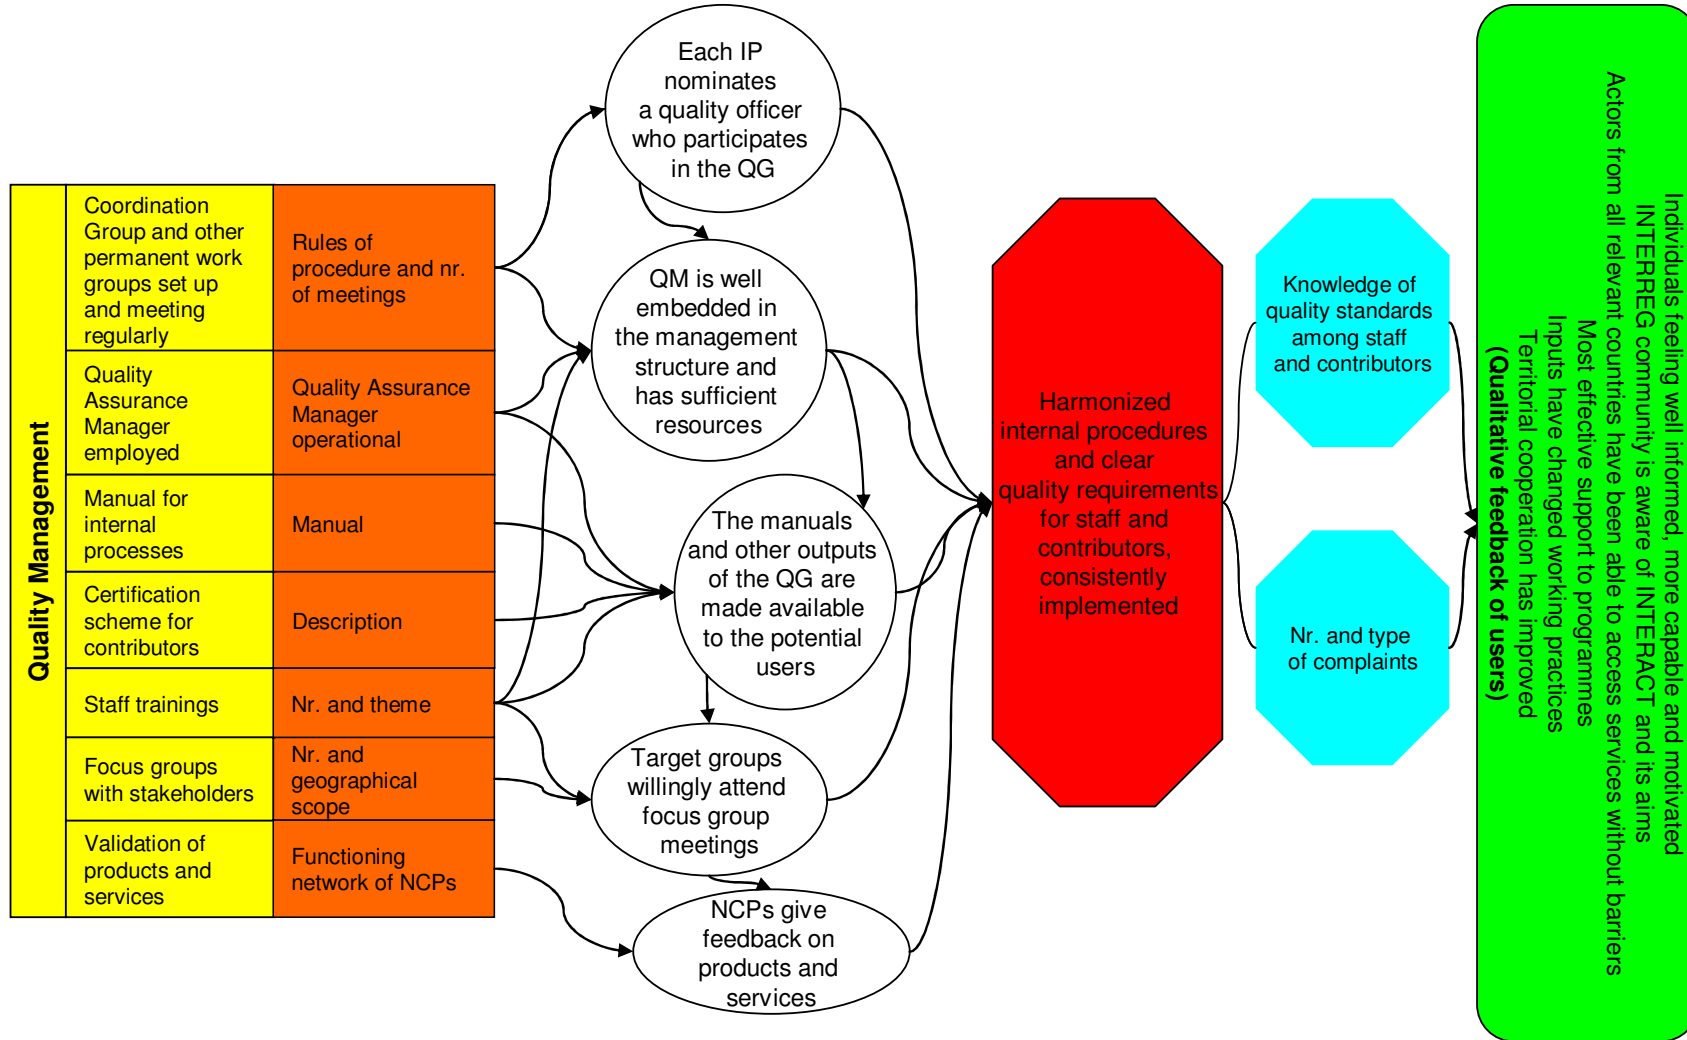 Quality Management
Coordination
Group and other
permanent work
groups set up
and meeting
regularly
Rules of
procedure and nr.
of meetings
Quality
Assurance
Manager
employed
Quality Assurance
Manager
operational
Manual for
internal
processes
Manual
Certification
scheme for
contributors
Description
Staff trainings
Nr. and theme
Focus groups
with stakeholders
Nr. and
geographical
scope
Validation of
products and
services
Functioning
network of NCPs
Each IP
nominates
a quality officer
who participates
in the QG
QM is well
embedded in
the management
structure and
has sufficient
resources
The manuals
and other outputs
of the QG are
made available
to the potential
users
Target groups
willingly attend
focus group
meetings
NCPs give
feedback on
products and
services
Harmonized
internal procedures
and clear
quality requirements
for staff and
contributors,
consistently
implemented
Knowledge of
quality standards
among staff
and contributors
Nr. and type
of complaints
Individuals feeling well informed, more capable and motivated
INTERREG community is aware of INTERACT and its aims
Actors from all relevant countries have been able to access services without barriers
Most effective support to programmes
Inputs have changed working practices
Territorial cooperation has improved
(Qualitative feedback of users)